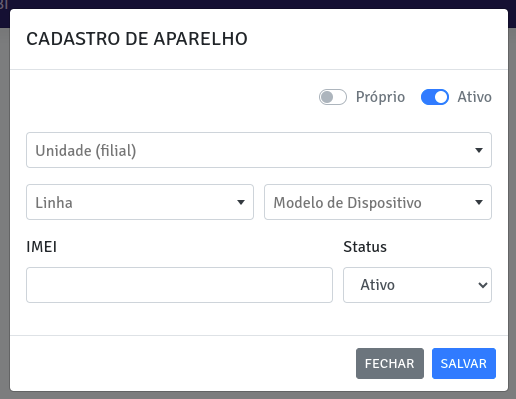 CADASTRO DE APARELHO
Próprio Ativo
Unidade (filial)
Linha Modelo de Dispositivo
IMEI Status
Ativo
FECHAR SALVAR